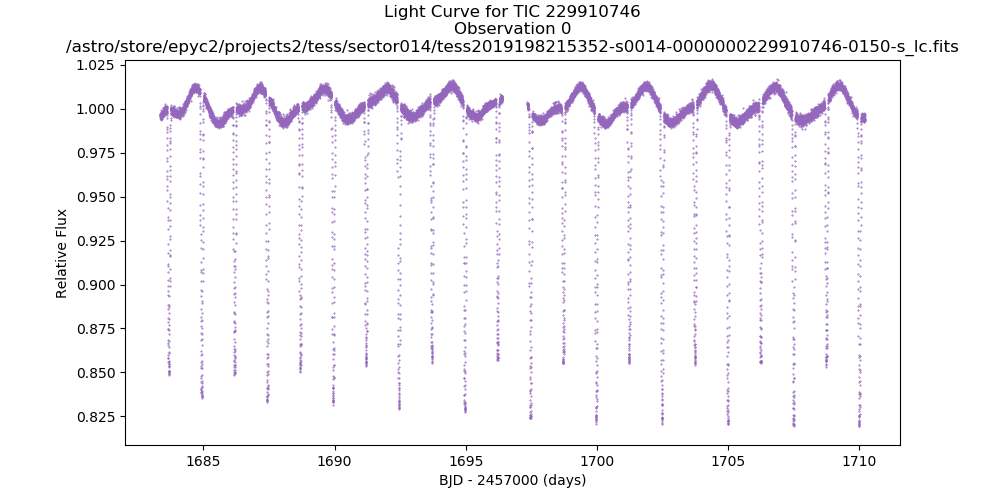 Light Curve for TIC 229910746
Observation 0
/astro/store/epyc2/projects2/tess/sector014/tess2019198215352-s0014-0000000229910746-0150-s_lc.fits
1.025
1.000
0.975
0.950
0.925
0.900
0.875
0.850
0.825
Relative Flux
1685 1690 1695 1700 1705 1710
BJD - 2457000 (days)